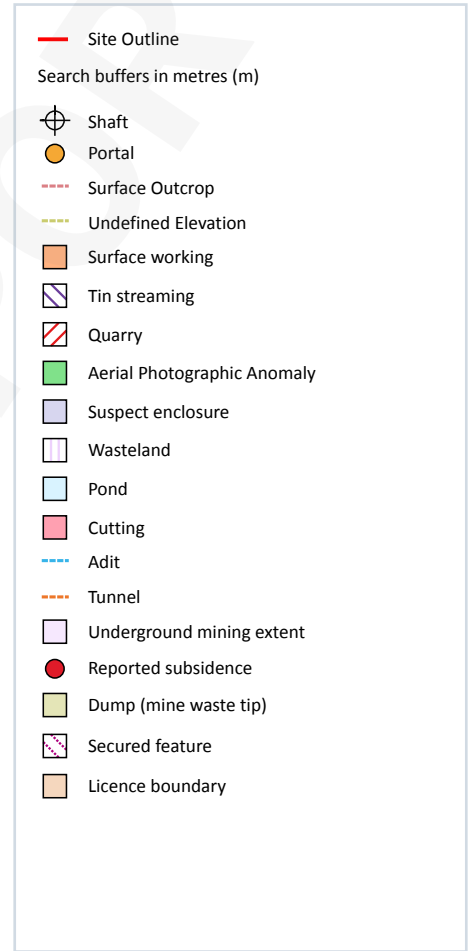 Site Outline
Search buffers in metres (m)
Shaft
Portal
Surface Outcrop
Undefined Elevation
Surface working
Tin streaming
Quarry
Aerial Photographic Anomaly
Suspect enclosure
Wasteland
Pond
Cutting
Adit
Tunnel
Underground mining extent
Reported subsidence
Dump (mine waste tip)
Secured feature
Licence boundary